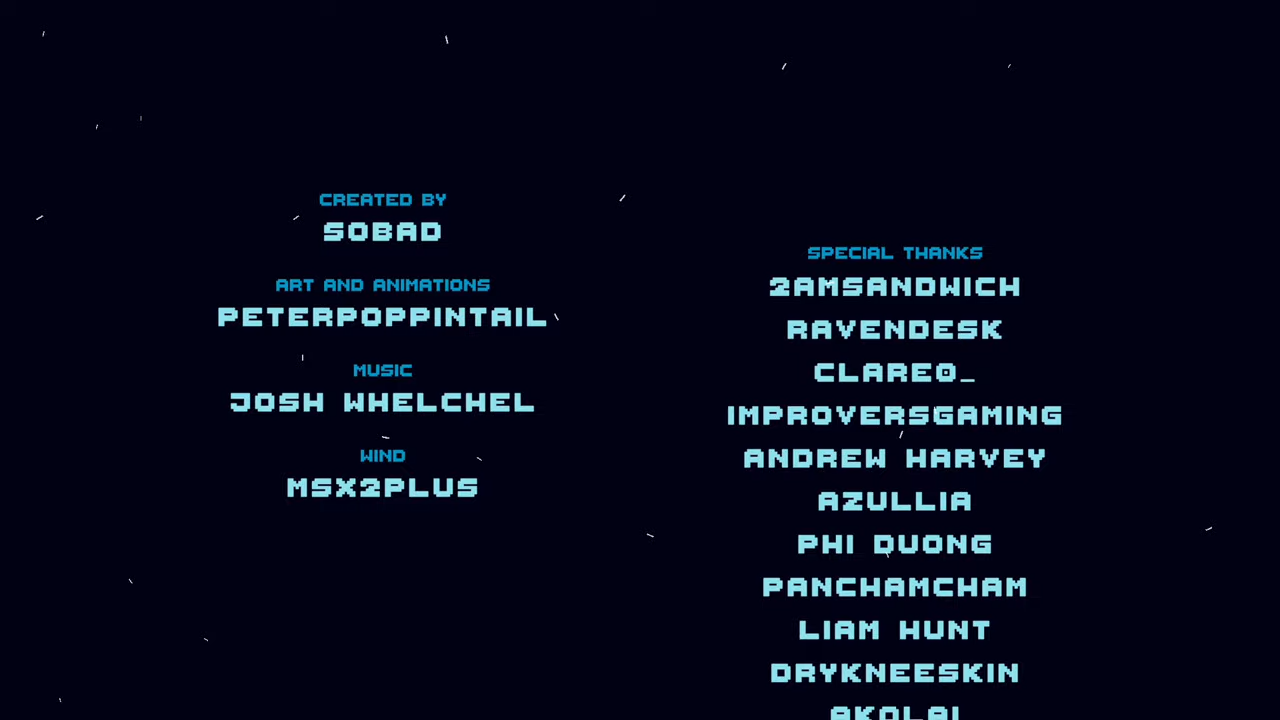 CREATED BY
SOBAD
ART AND ANIMATIONS
PETERPOPPINTAIL
MUSIC
JOSH WHELCHEL
WIND
MSX2PLUS
SPECIAL THANKS
2AMSANDWICH
RAVENDESK
CLARE0_
IMPROVERSGAMING
ANDREW HARVEY
AZULLIA
PHI DUONG
PANCHAMCHAM
LIAM HUNT
DRYKNEESKIN